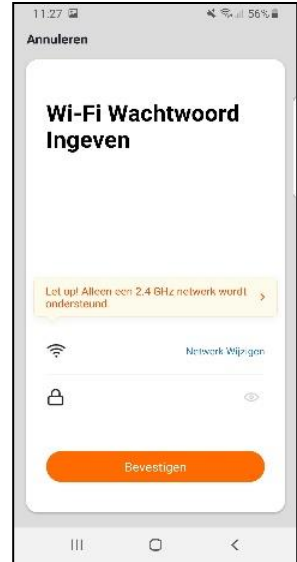 11:27 56%
Annuleren
Wi-Fi Wachtwoord
Ingeven
Let op! Alleen een 2.4 GHz netwerk wordt
ondersteund
Netwerk Wijzigen
Bevestigen